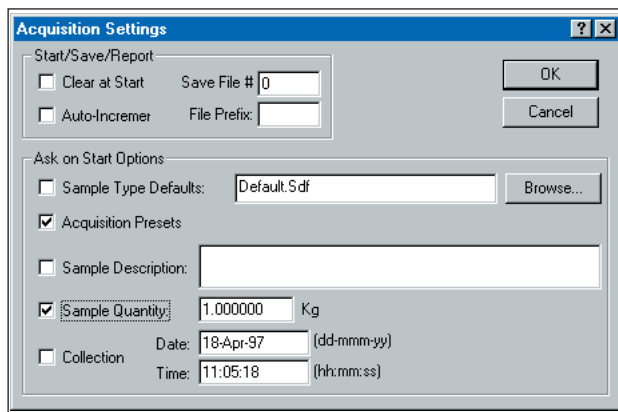 Acquisition Settings
Start/Save/Report
Clear at Start Save File # 0
OK
Auto-Incremer File Prefix:
Cancel
Ask on Start Options
Sample Type Defaults: Default.Sdf Browse...
Acquisition Presets
Sample Description:
Sample Quantity: 1.000000 Kg
Collection
Date: 18-Apr-97 (dd-mmm-yy)
Time: 11:05:18 (hh:mm:ss)